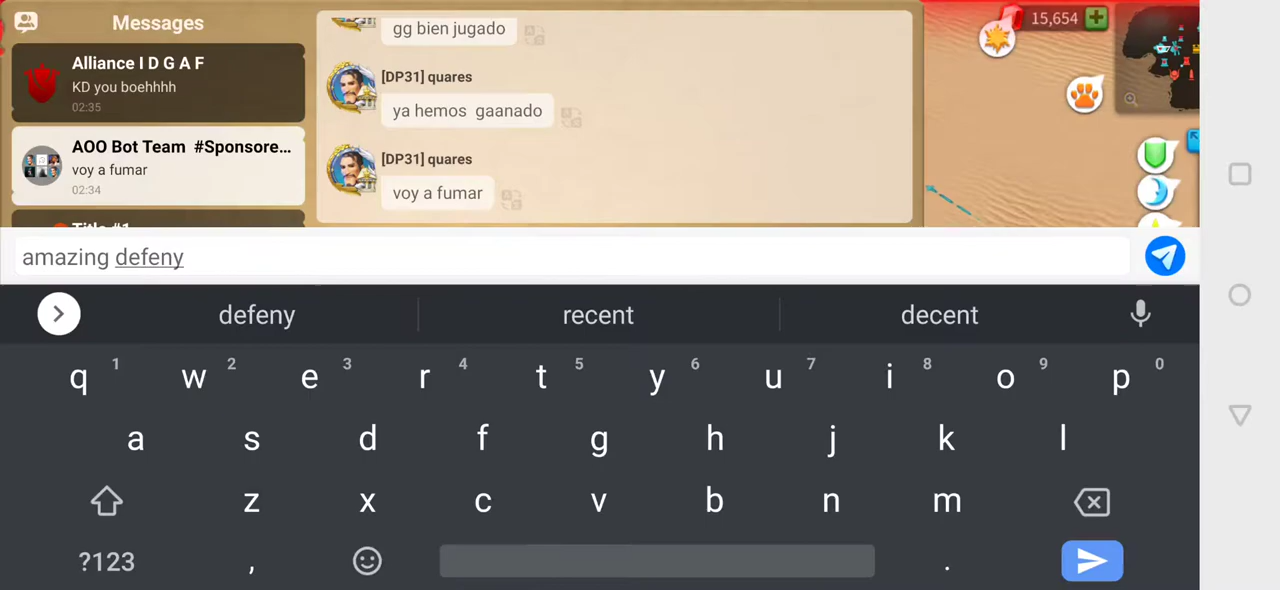 Messages
Alliance I D G A F
KD you boehhhh
02:35
AOO Bot Team #Sponsore...
voy a fumar
02:34
gg bien jugado
[DP31] quares
ya hemos gaanado
[DP31] quares
voy a fumar
15,654
amazing defeny
defeny recent decent
q 1 w 2 e 3 r 4 t 5 y 6 u 7 i 8 o 9 p 0
a s d f g h j k l
z x c v b n m
?123 , .